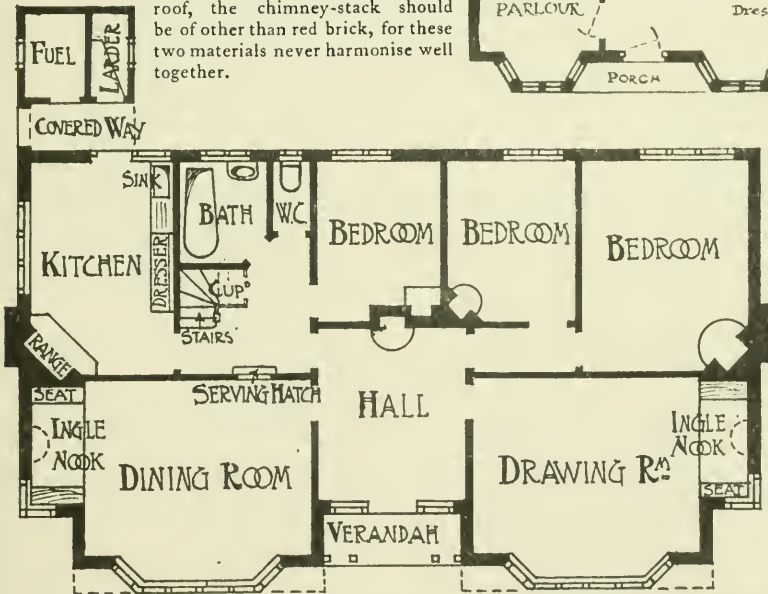 roof, the chimney-stack should
be of other than red brick, for these
two materials never harmonise well
together.
PARLOUR
Dres
PORCH
FUEL
LARDER
COVERED WAY
SINK
BATH
W.C.
BEDROOM
BEDROOM
BEDROOM
KITCHEN
DRESSER
CUPD
STAIRS
RANGE
SEAT
SERVING HATCH
HALL
INGLE
NOOK
DINING ROOM
DRAWING RM
INGLE
NOOK
SEAT
VERANDAH